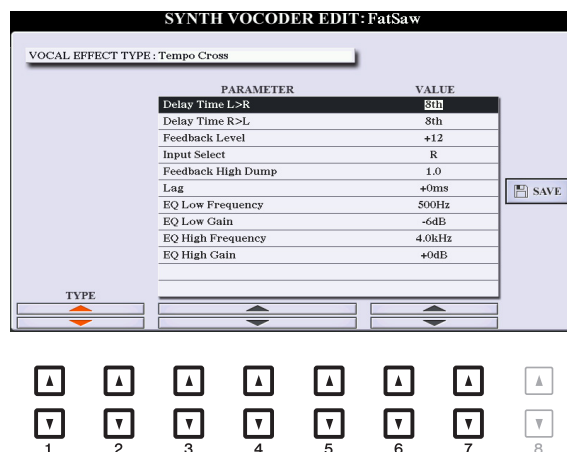 SYNTH VOCODER EDIT: FatSaw
VOCAL EFFECT TYPE : Tempo Cross
PARAMETER VALUE
Delay Time L>R 8th
Delay Time R>L 8th
Feedback Level +12
Input Select R
Feedback High Dump 1.0
Lag +0ms
EQ Low Frequency 500Hz
EQ Low Gain -6dB
EQ High Frequency 4.0kHz
EQ High Gain +0dB
SAVE
TYPE
1 2 3 4 5 6 7 8